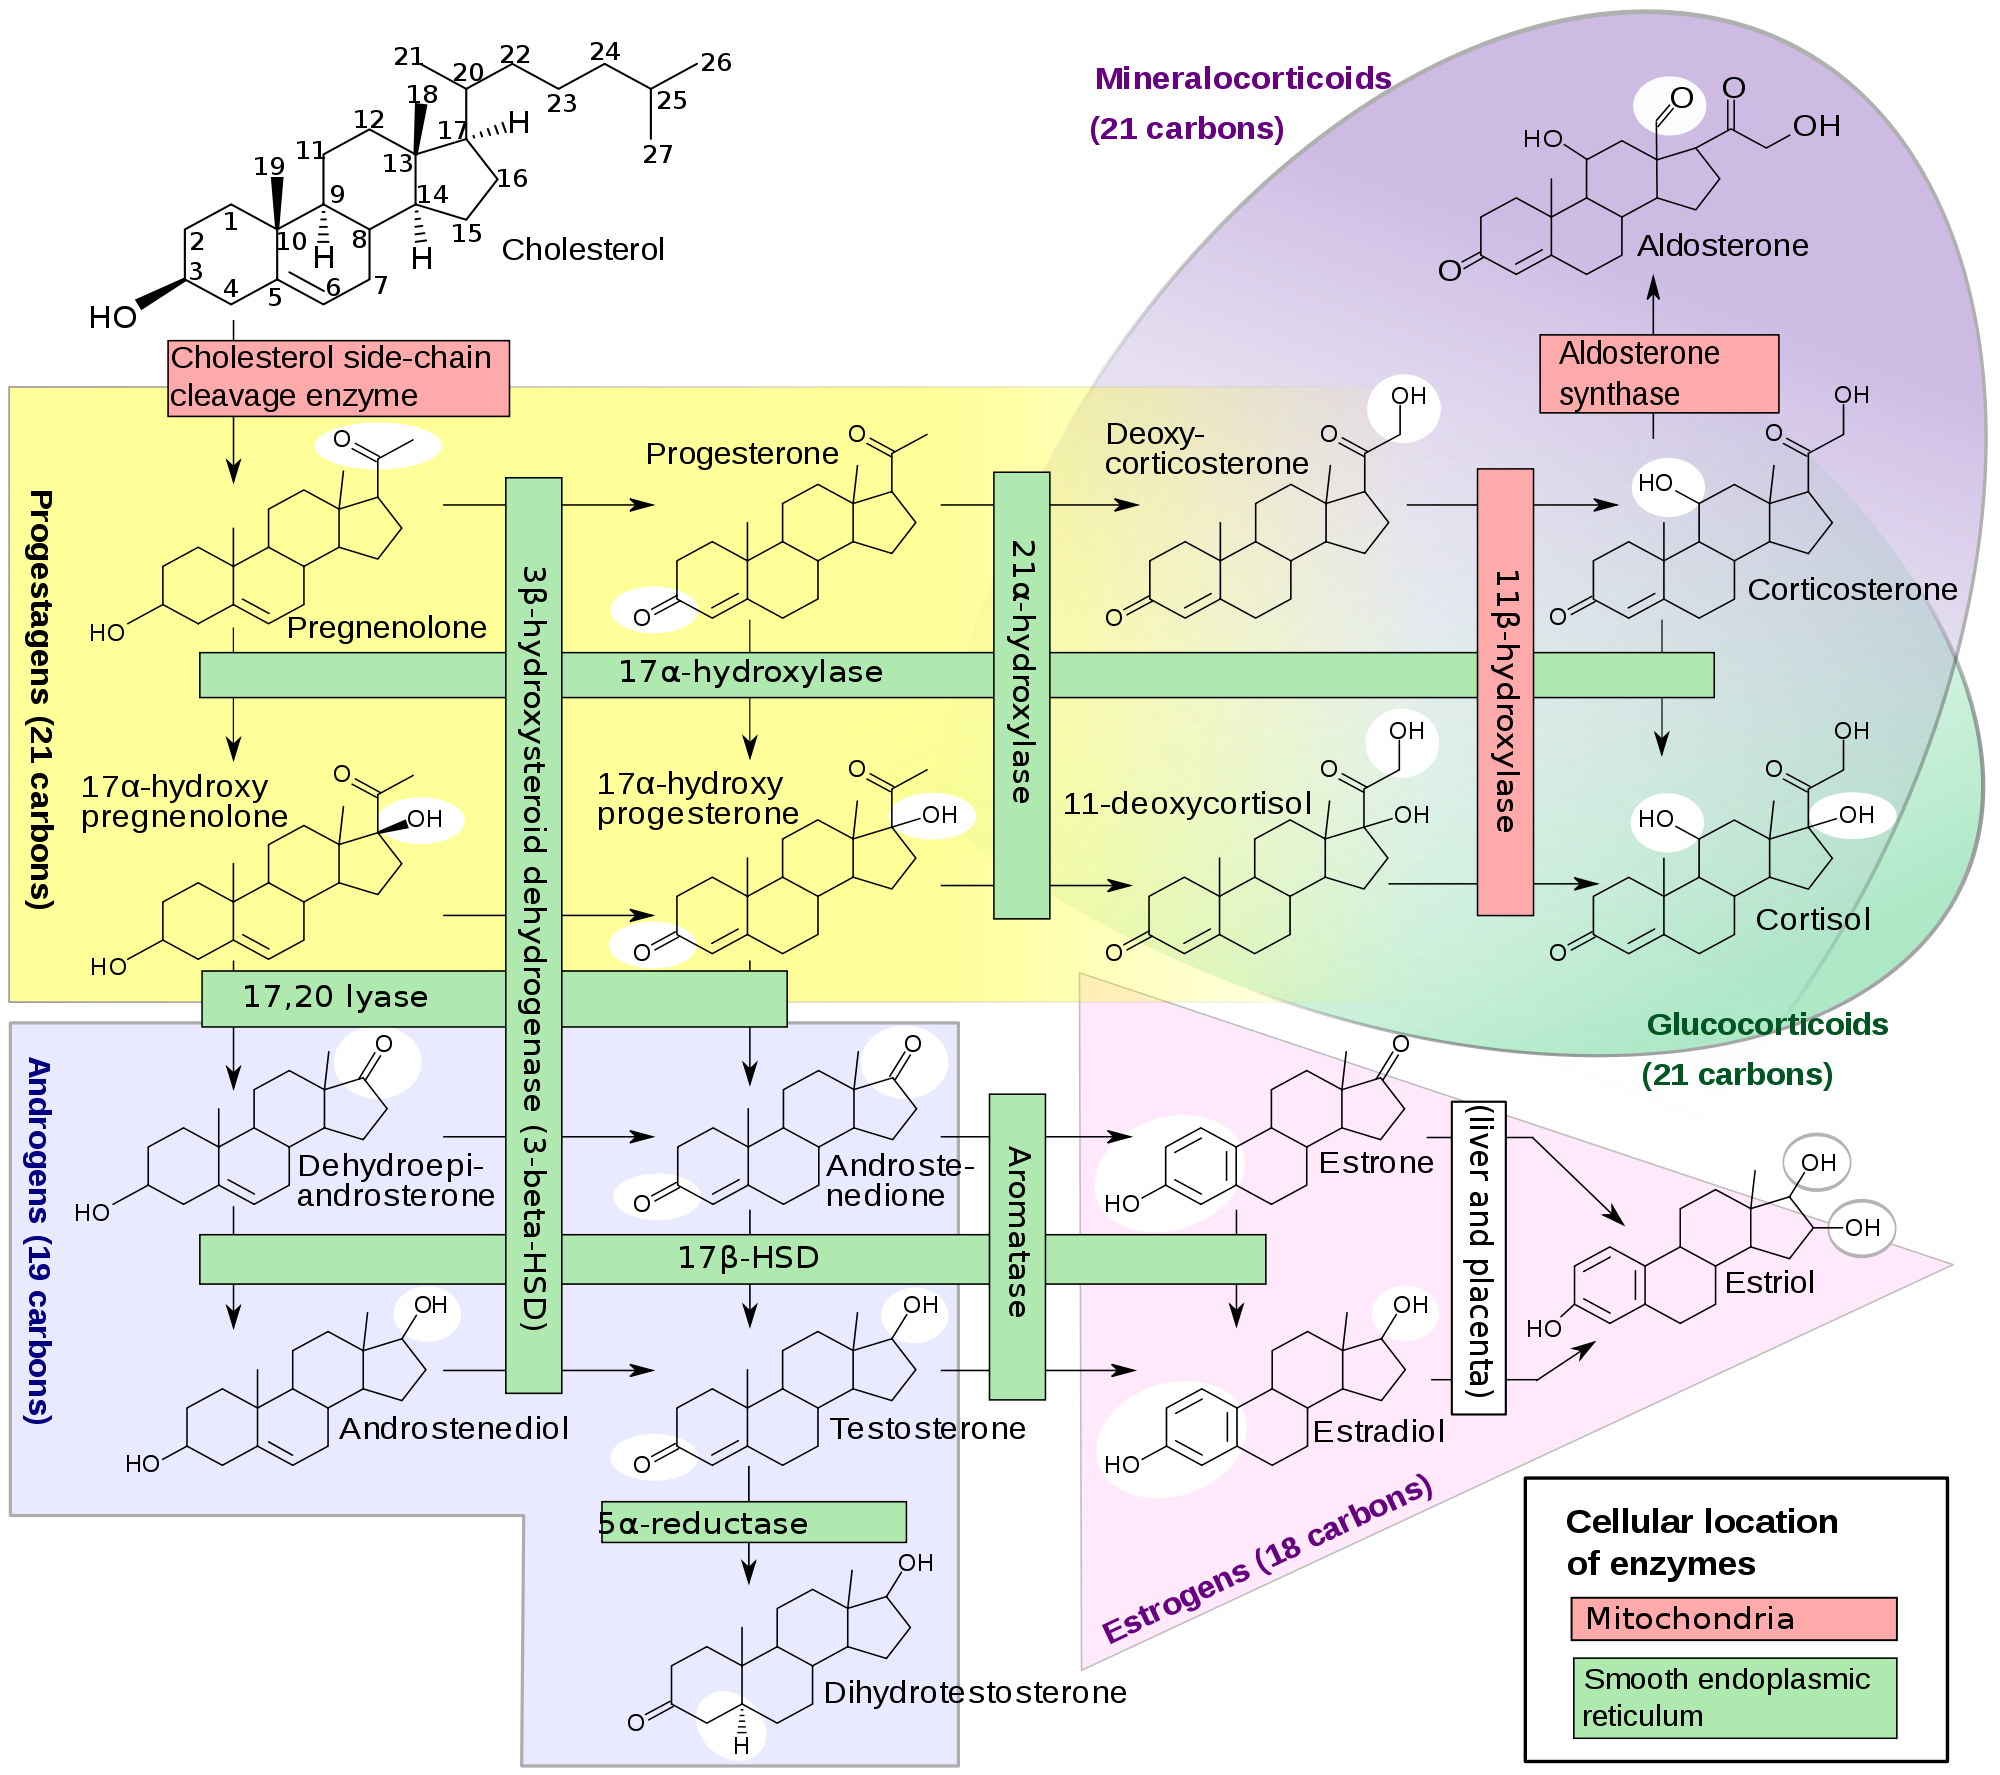 21
22
24
26
20
18
23
25
12
17
H
11
13
27
19
9
14
16
1
15
2
10
8
H
H
3
4
5
6
7
HO
Cholesterol
Cholesterol side-chain
cleavage enzyme
Mineralocorticoids
(21 carbons)
O
O
HO
OH
O
Aldosterone
Aldosterone
synthase
Progestagens (21 carbons)
O
HO
Pregnenolone
Progesterone
O
O
Deoxy-
corticosterone
OH
O
O
OH
O
HO
O
Corticosterone
3β-hydroxysteroid dehydrogenase (3-beta-HSD)
21α-hydroxylase
11β-hydroxylase
17α-hydroxylase
17α-hydroxy
pregnenolone
O
OH
HO
17α-hydroxy
progesterone
O
OH
O
11-deoxycortisol
OH
O
OH
O
OH
O
HO
OH
O
Cortisol
17,20 lyase
Glucocorticoids
(21 carbons)
Androgens (19 carbons)
O
HO
Dehydroepi-
androsterone
O
O
Androste-
nedione
Aromatase
O
HO
Estrone
(liver and placenta)
OH
OH
HO
Estriol
17β-HSD
OH
HO
Androstenediol
OH
O
Testosterone
OH
HO
Estradiol
Estrogens (18 carbons)
5α-reductase
OH
O
H
Dihydrotestosterone
Cellular location
of enzymes
Mitochondria
Smooth endoplasmic
reticulum